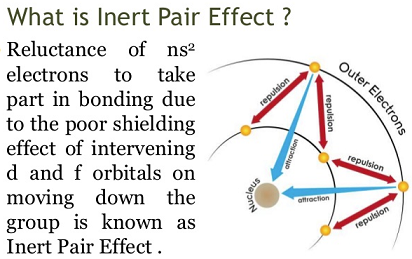 What is Inert Pair Effect ?
Reluctance of ns²
electrons to take
part in bonding due
to the poor shielding
effect of intervening
d and f orbitals on
moving down the
group is known as
Inert Pair Effect .
Outer Electrons
repulsion
repulsion
attraction
repulsion
Nucleus
attraction
repulsion